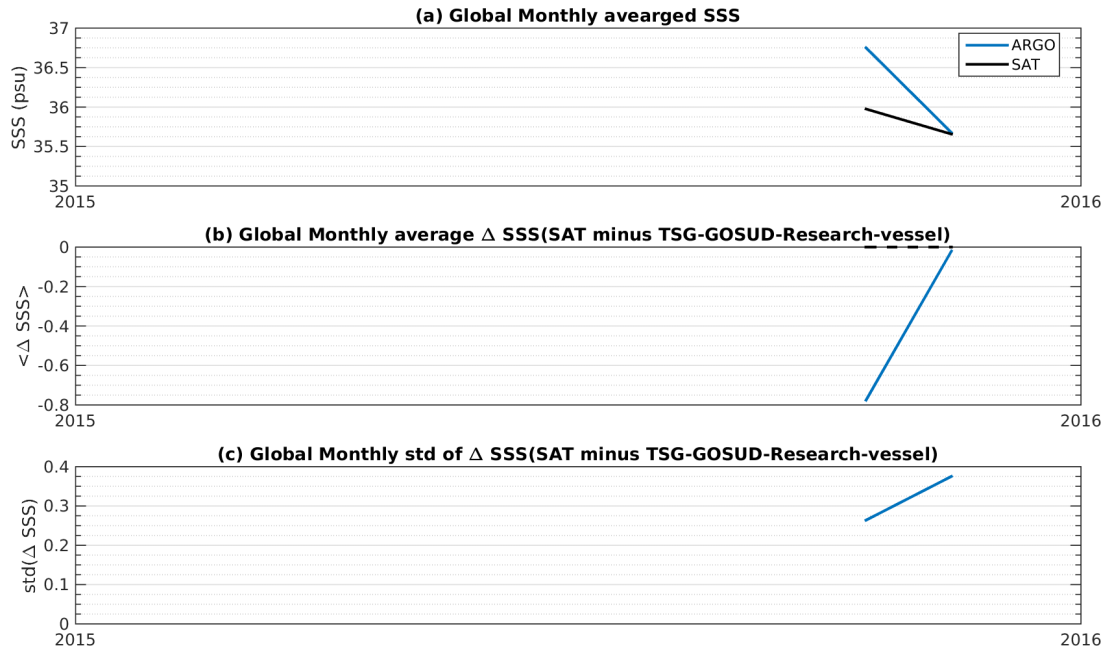 (a) Global Monthly avearged SSS
37
36.5
36
35.5
35
SSS (psu)
ARGO
SAT
2015
2016
(b) Global Monthly average Δ SSS(SAT minus TSG-GOSUD-Research-vessel)
0
-0.2
-0.4
-0.6
-0.8
<Δ SSS>
2015
2016
(c) Global Monthly std of Δ SSS(SAT minus TSG-GOSUD-Research-vessel)
0.4
0.3
0.2
0.1
0
std(Δ SSS)
2015
2016